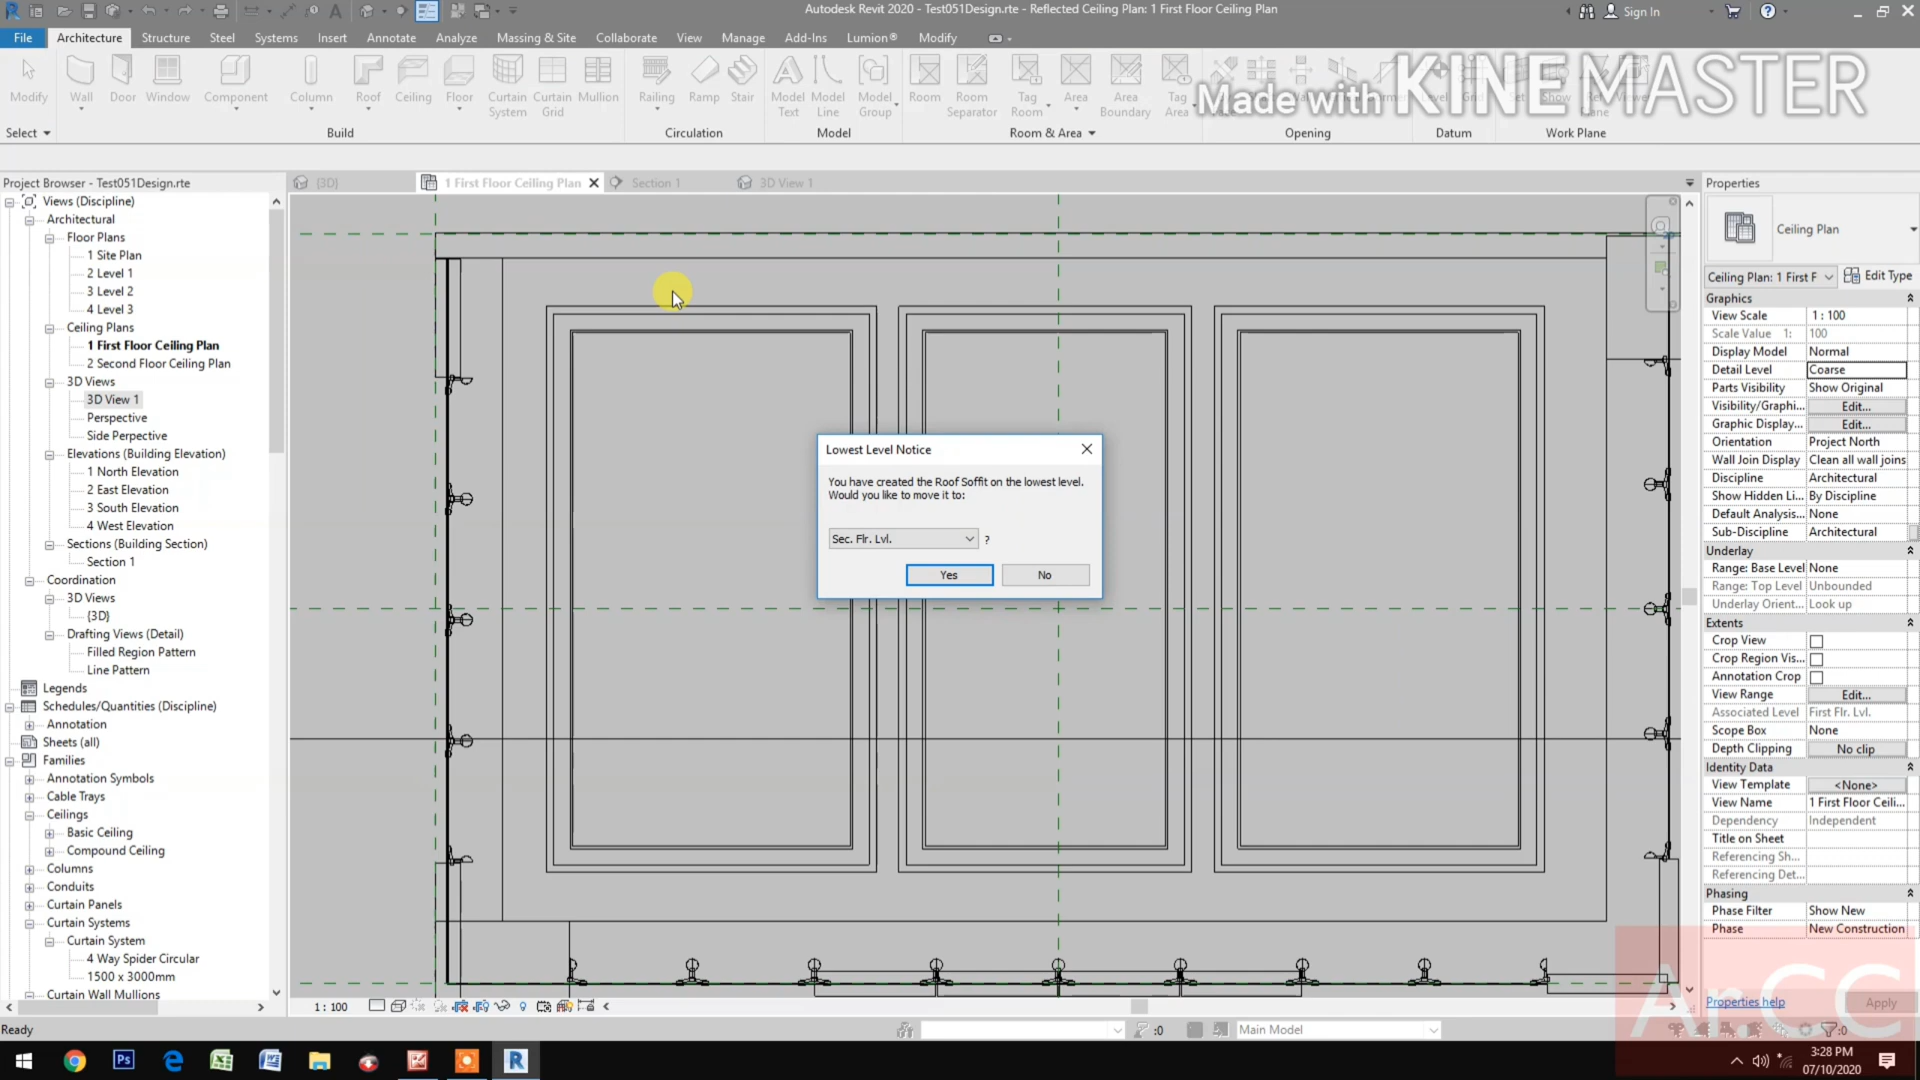 Autodesk Revit 2020 - Test051Design.rte - Reflected Ceiling Plan: 1 First Floor Ceiling Plan
Sign In
File Architecture Structure Steel Systems Insert Annotate Analyze Massing & Site Collaborate View Manage Add-Ins Lumion® Modify
Modify Wall Door Window Component Column Roof Ceiling Floor Curtain System Curtain Grid Mullion Railing Ramp Stair Model Text Model Line Model Group Room Room Separator Tag Room Area Area Boundary Tag Area
Made with KINEMASTER
Select Build Circulation Model Room & Area Opening Datum Work Plane
Project Browser - Test051Design.rte
{3D} 1 First Floor Ceiling Plan Section 1 3D View 1
Views (Discipline)
Architectural
Floor Plans
1 Site Plan
2 Level 1
3 Level 2
4 Level 3
Ceiling Plans
1 First Floor Ceiling Plan
2 Second Floor Ceiling Plan
3D Views
3D View 1
Perspective
Side Perpective
Elevations (Building Elevation)
1 North Elevation
2 East Elevation
3 South Elevation
4 West Elevation
Sections (Building Section)
Section 1
Coordination
3D Views
{3D}
Drafting Views (Detail)
Filled Region Pattern
Line Pattern
Legends
Schedules/Quantities (Discipline)
Annotation
Sheets (all)
Families
Annotation Symbols
Cable Trays
Ceilings
Basic Ceiling
Compound Ceiling
Columns
Conduits
Curtain Panels
Curtain Systems
Curtain System
4 Way Spider Circular
1500 x 3000mm
Curtain Wall Mullions
Lowest Level Notice
You have created the Roof Soffit on the lowest level.
Would you like to move it to:
Sec. Flr. Lvl. ?
Yes No
Properties
Ceiling Plan
Ceiling Plan: 1 First F Edit Type
Graphics
View Scale 1 : 100
Scale Value 1: 100
Display Model Normal
Detail Level Coarse
Parts Visibility Show Original
Visibility/Graphi... Edit...
Graphic Display... Edit...
Orientation Project North
Wall Join Display Clean all wall joins
Discipline Architectural
Show Hidden Li... By Discipline
Default Analysis... None
Sub-Discipline Architectural
Underlay
Range: Base Level None
Range: Top Level Unbounded
Underlay Orient... Look up
Extents
Crop View
Crop Region Vis...
Annotation Crop
View Range Edit...
Associated Level First Flr. Lvl.
Scope Box None
Depth Clipping No clip
Identity Data
View Template <None>
View Name 1 First Floor Ceili...
Dependency Independent
Title on Sheet
Referencing Sh...
Referencing Det...
Phasing
Phase Filter Show New
Phase New Construction
Properties help Apply
ArCC
1 : 100
Ready
:0 Main Model :0
3:28 PM
07/10/2020